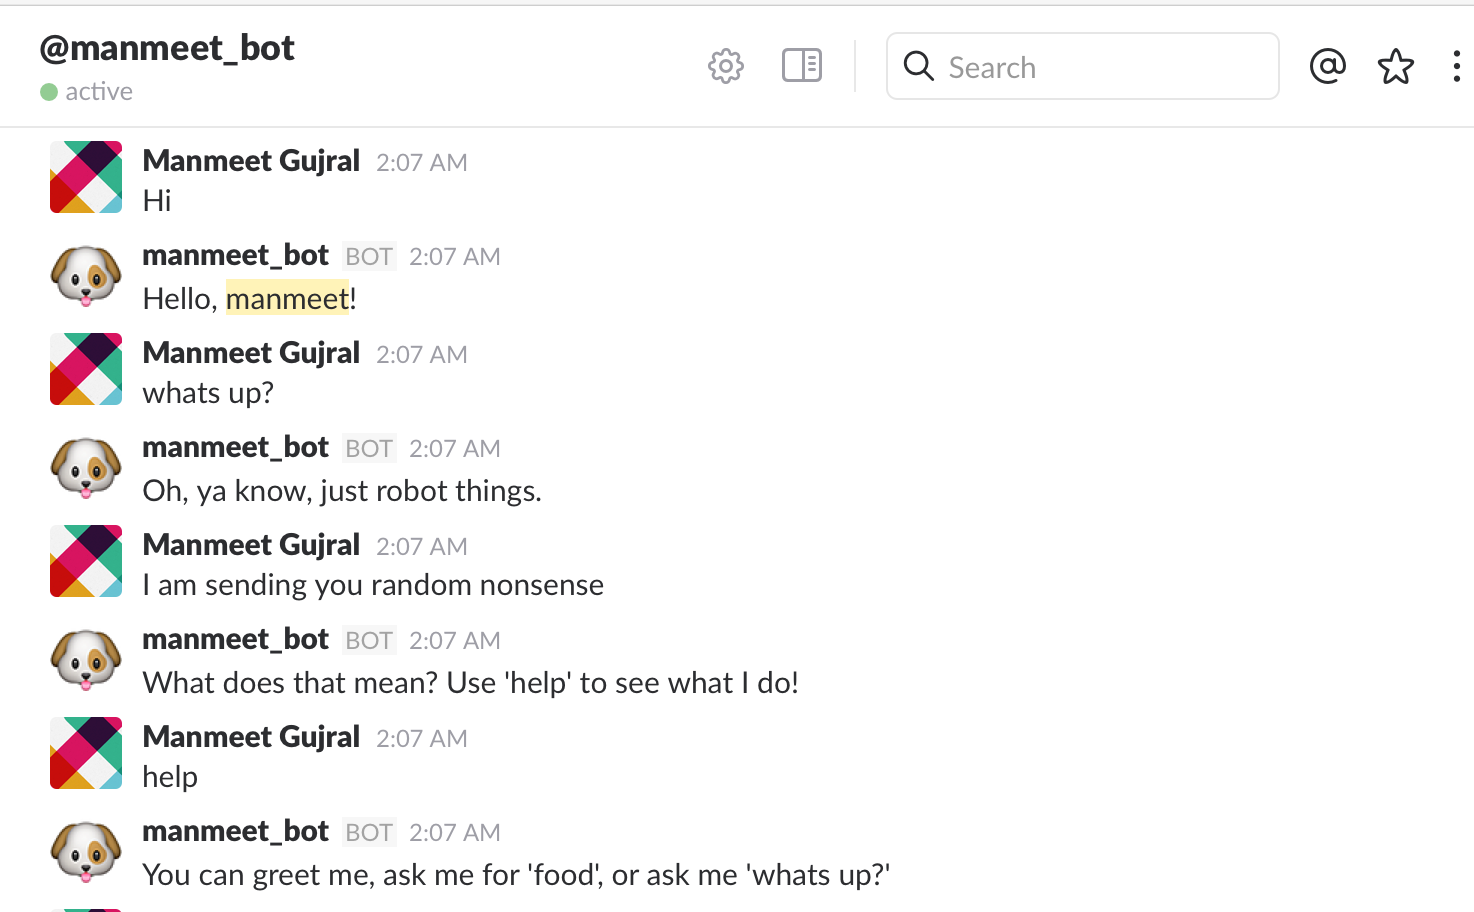 @manmeet_bot
active
Search
Manmeet Gujral 2:07 AM
Hi
manmeet_bot BOT 2:07 AM
Hello, manmeet!
Manmeet Gujral 2:07 AM
whats up?
manmeet_bot BOT 2:07 AM
Oh, ya know, just robot things.
Manmeet Gujral 2:07 AM
I am sending you random nonsense
manmeet_bot BOT 2:07 AM
What does that mean? Use 'help' to see what I do!
Manmeet Gujral 2:07 AM
help
manmeet_bot BOT 2:07 AM
You can greet me, ask me for 'food', or ask me 'whats up?'